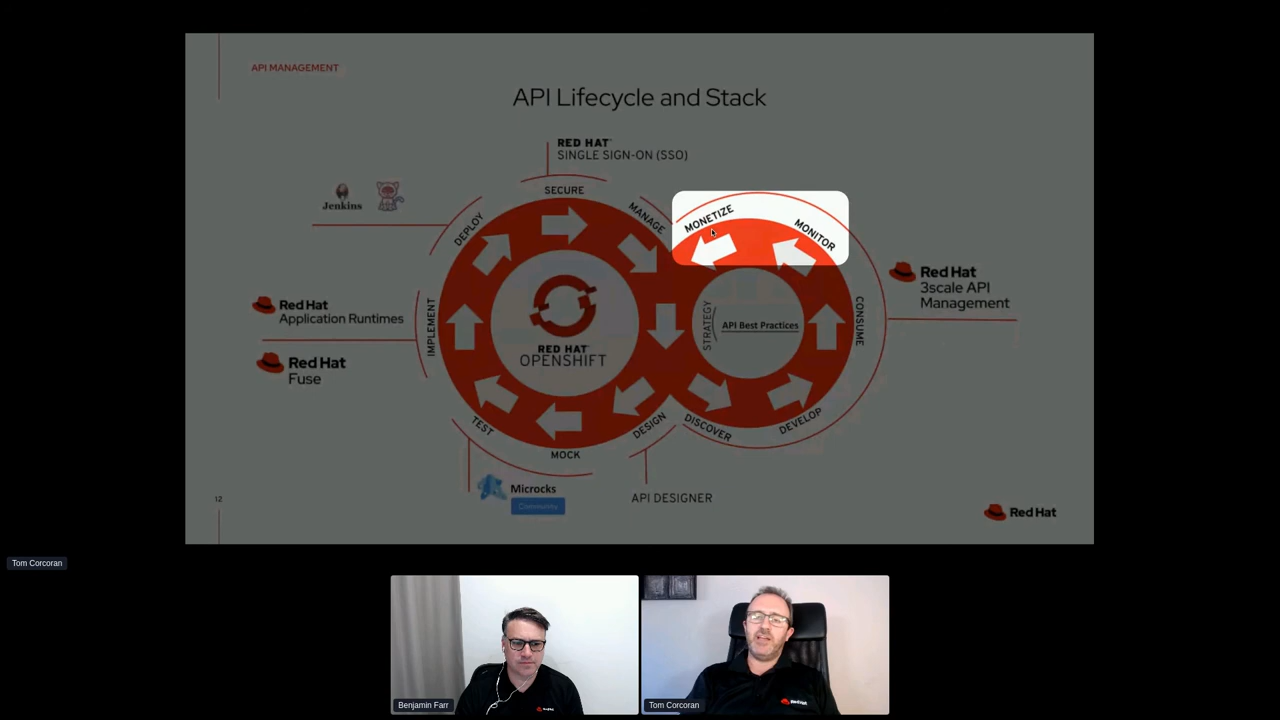 API MANAGEMENT
API Lifecycle and Stack
RED HAT
SINGLE SIGN-ON (SSO)
Jenkins
SECURE
DEPLOY
MANAGE
MONETIZE
MONITOR
Red Hat
3scale API
Management
Red Hat
Application Runtimes
IMPLEMENT
RED HAT
OPENSHIFT
STRATEGY
API Best Practices
CONSUME
Red Hat
Fuse
TEST
MOCK
DESIGN
DISCOVER
DEVELOP
Microcks
Community
API DESIGNER
12
Red Hat
Tom Corcoran
Benjamin Farr
Tom Corcoran
Red Hat